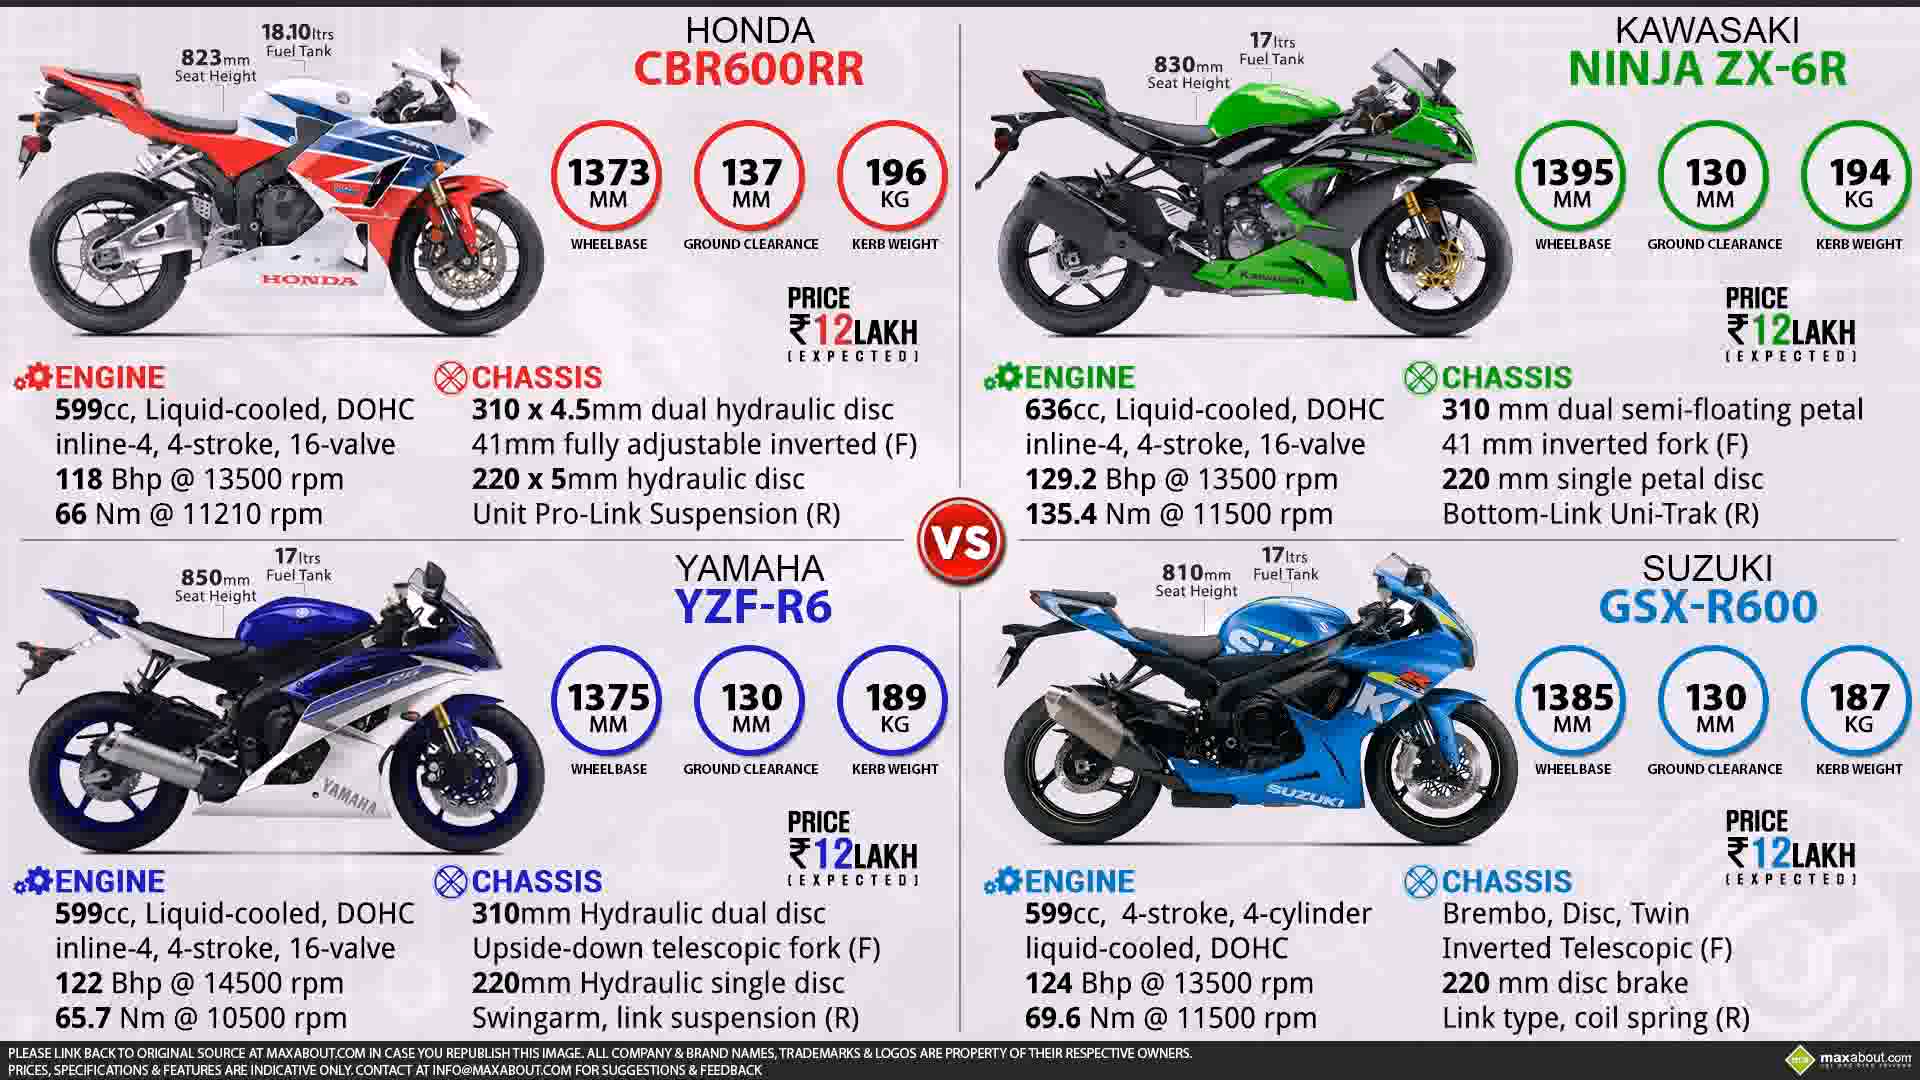 HONDA
CBR600RR
18.10ltrs
Fuel Tank
823mm
Seat Height
HONDA
1373
MM
WHEELBASE
137
MM
GROUND CLEARANCE
196
KG
KERB WEIGHT
PRICE
₹12LAKH
(EXPECTED)
ENGINE
599cc, Liquid-cooled, DOHC
inline-4, 4-stroke, 16-valve
118 Bhp @ 13500 rpm
66 Nm @ 11210 rpm
CHASSIS
310 x 4.5mm dual hydraulic disc
41mm fully adjustable inverted (F)
220 x 5mm hydraulic disc
Unit Pro-Link Suspension (R)
KAWASAKI
NINJA ZX-6R
17ltrs
Fuel Tank
830mm
Seat Height
Kawasaki
1395
MM
WHEELBASE
130
MM
GROUND CLEARANCE
194
KG
KERB WEIGHT
PRICE
₹12LAKH
(EXPECTED)
ENGINE
636cc, Liquid-cooled, DOHC
inline-4, 4-stroke, 16-valve
129.2 Bhp @ 13500 rpm
135.4 Nm @ 11500 rpm
CHASSIS
310 mm dual semi-floating petal
41 mm inverted fork (F)
220 mm single petal disc
Bottom-Link Uni-Trak (R)
VS
YAMAHA
YZF-R6
17ltrs
Fuel Tank
850mm
Seat Height
YAMAHA
1375
MM
WHEELBASE
130
MM
GROUND CLEARANCE
189
KG
KERB WEIGHT
PRICE
₹12LAKH
(EXPECTED)
ENGINE
599cc, Liquid-cooled, DOHC
inline-4, 4-stroke, 16-valve
122 Bhp @ 14500 rpm
65.7 Nm @ 10500 rpm
CHASSIS
310mm Hydraulic dual disc
Upside-down telescopic fork (F)
220mm Hydraulic single disc
Swingarm, link suspension (R)
SUZUKI
GSX-R600
17ltrs
Fuel Tank
810mm
Seat Height
SUZUKI
1385
MM
WHEELBASE
130
MM
GROUND CLEARANCE
187
KG
KERB WEIGHT
PRICE
₹12LAKH
(EXPECTED)
ENGINE
599cc, 4-stroke, 4-cylinder
liquid-cooled, DOHC
124 Bhp @ 13500 rpm
69.6 Nm @ 11500 rpm
CHASSIS
Brembo, Disc, Twin
Inverted Telescopic (F)
220 mm disc brake
Link type, coil spring (R)
PLEASE LINK BACK TO ORIGINAL SOURCE AT MAXABOUT.COM IN CASE YOU REPUBLISH THIS IMAGE. ALL COMPANY & BRAND NAMES, TRADEMARKS & LOGOS ARE PROPERTY OF THEIR RESPECTIVE OWNERS.
PRICES, SPECIFICATIONS & FEATURES ARE INDICATIVE ONLY. CONTACT AT INFO@MAXABOUT.COM FOR SUGGESTIONS & FEEDBACK
maxabout.com